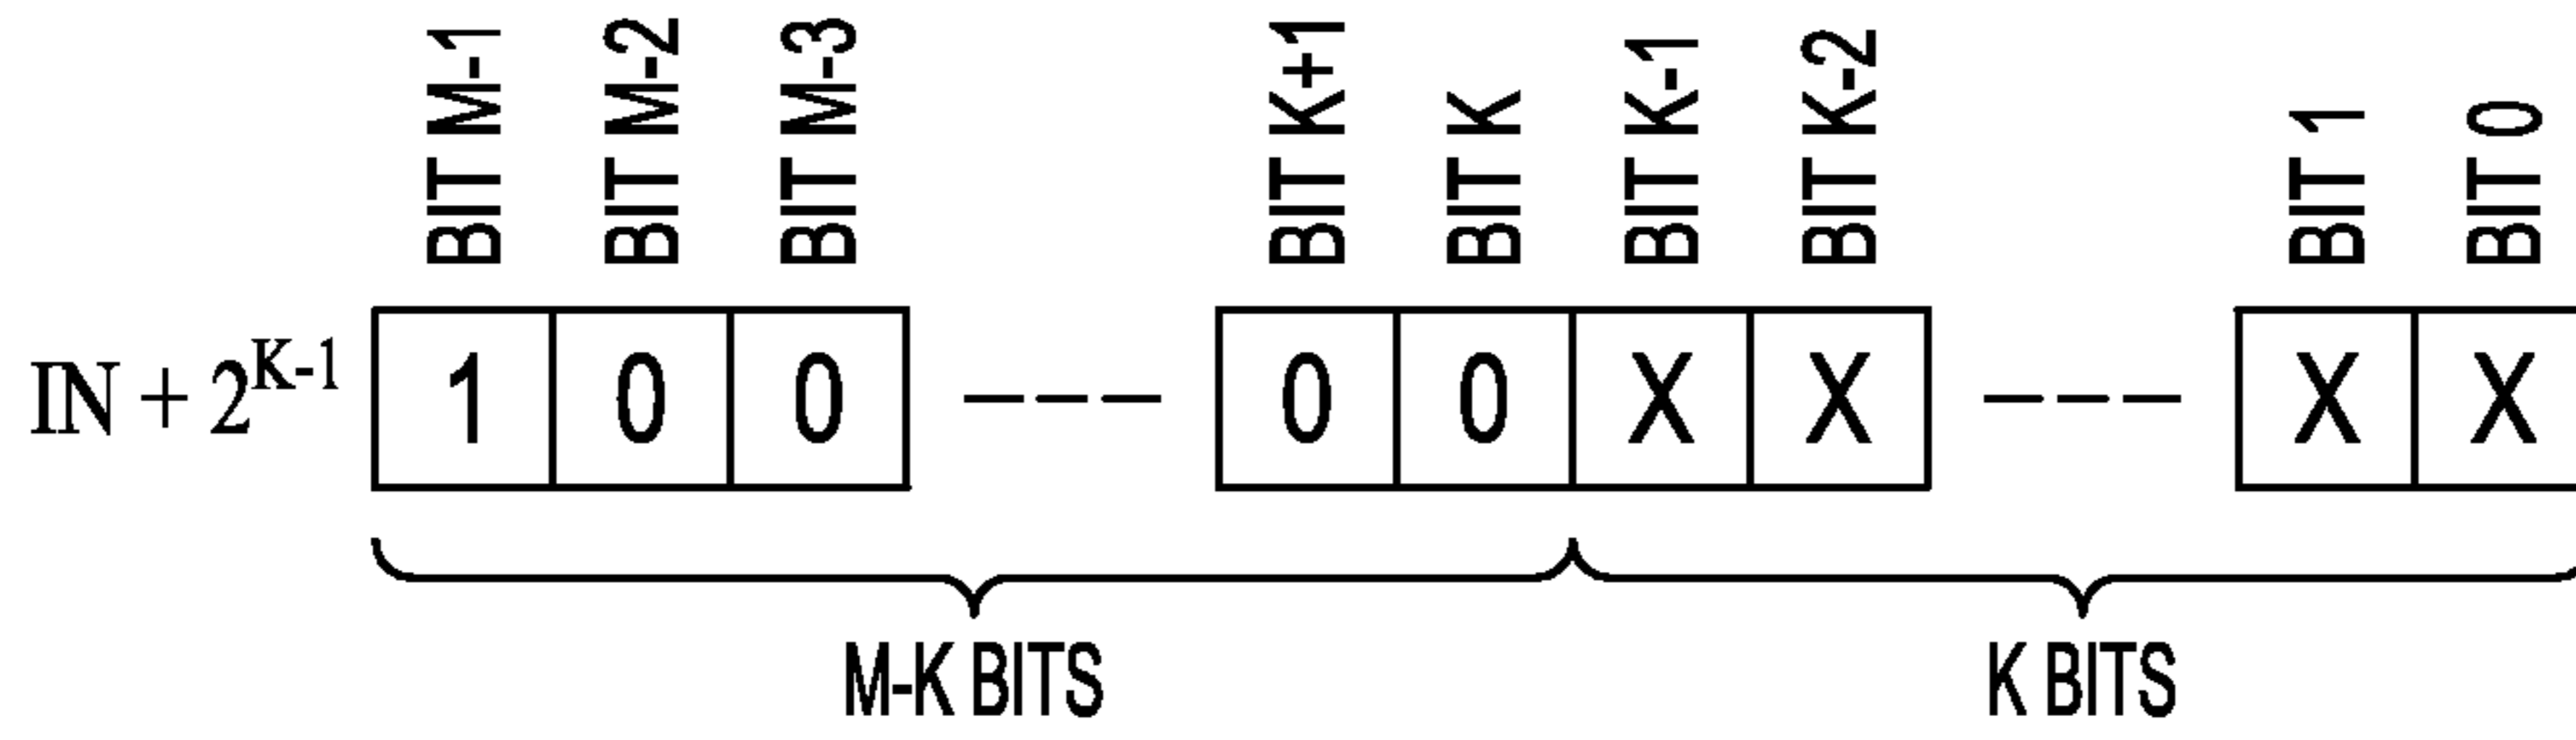 BIT M-1 BIT M-2 BIT M-3 BIT K+1 BIT K BIT K-1 BIT K-2 BIT 1 BIT 0
IN + 2^{K-1} 1 0 0 --- 0 0 X X --- X X
M-K BITS K BITS